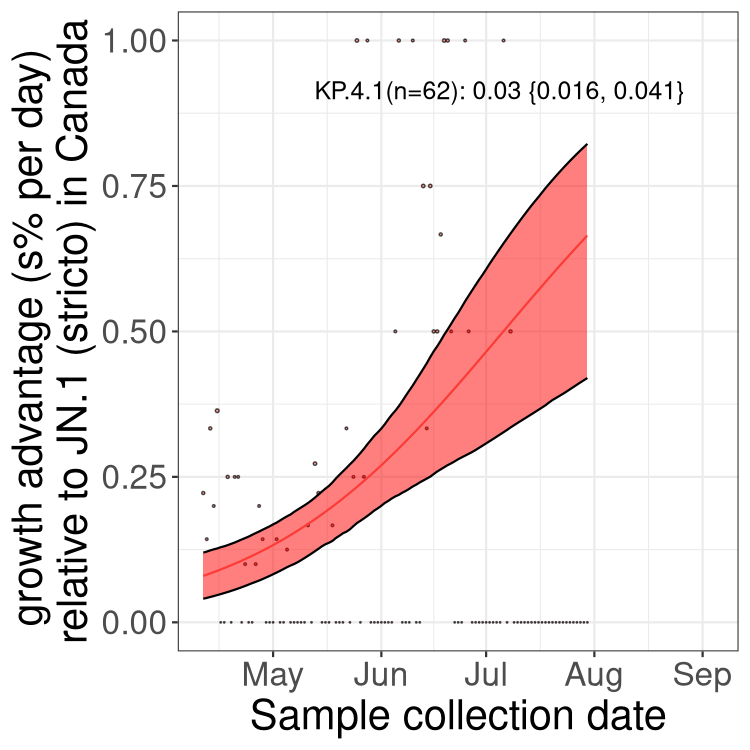 growth advantage (s% per day)
relative to JN.1 (stricto) in Canada
1.00
0.75
0.50
0.25
0.00
KP.4.1(n=62): 0.03 {0.016, 0.041}
May Jun Jul Aug Sep
Sample collection date